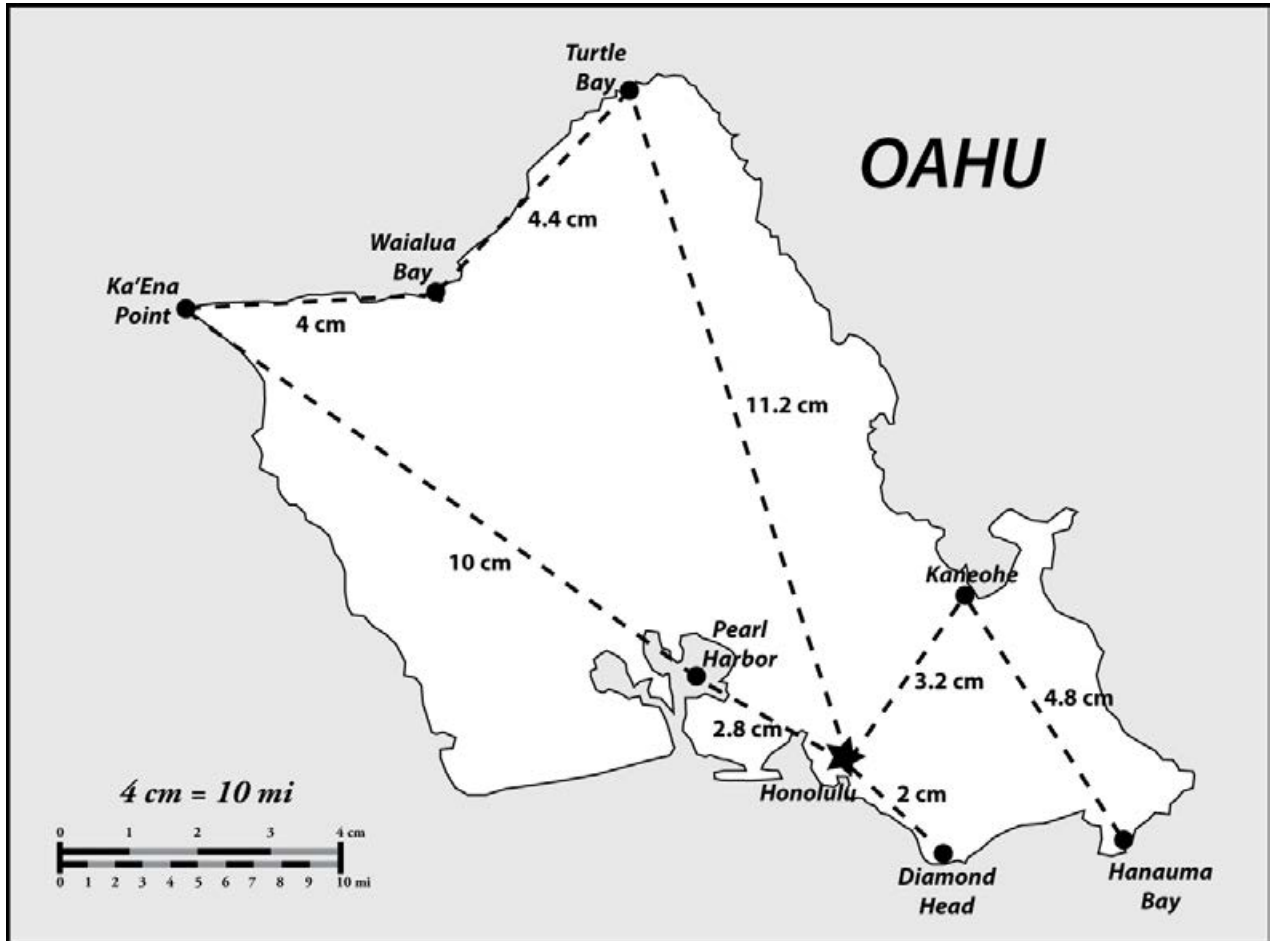 Turtle
Bay
OAHU
4.4 cm
Waialua
Bay
Ka‘Ena
Point
4 cm
11.2 cm
10 cm
Kaneohe
Pearl
Harbor
3.2 cm
4.8 cm
2.8 cm
4 cm = 10 mi
Honolulu
2 cm
0 1 2 3 4 cm
0 1 2 3 4 5 6 7 8 9 10 mi
Diamond
Head
Hanauma
Bay